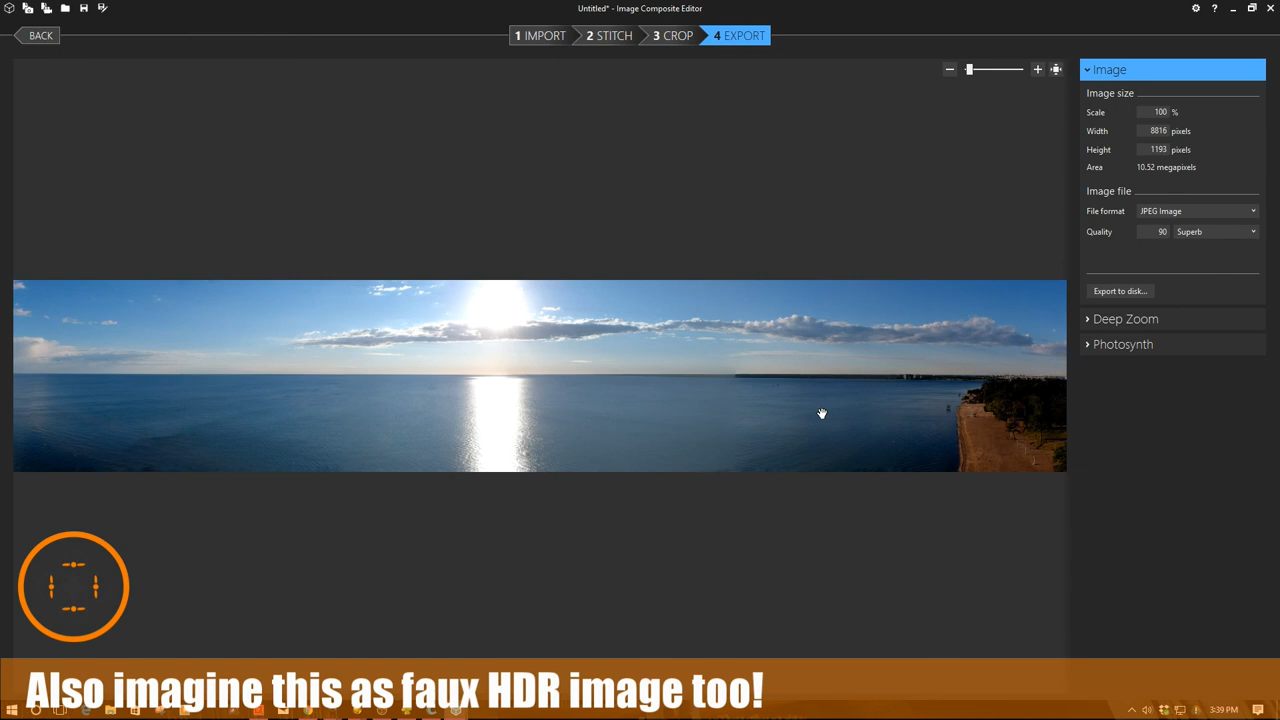 Untitled* - Image Composite Editor
BACK
1 IMPORT 2 STITCH 3 CROP 4 EXPORT
Image
Image size
Scale 100 %
Width 8816 pixels
Height 1193 pixels
Area 10.52 megapixels
Image file
File format JPEG Image
Quality 90 Superb
Export to disk...
Deep Zoom
Photosynth
Also imagine this as faux HDR image too!
3:39 PM